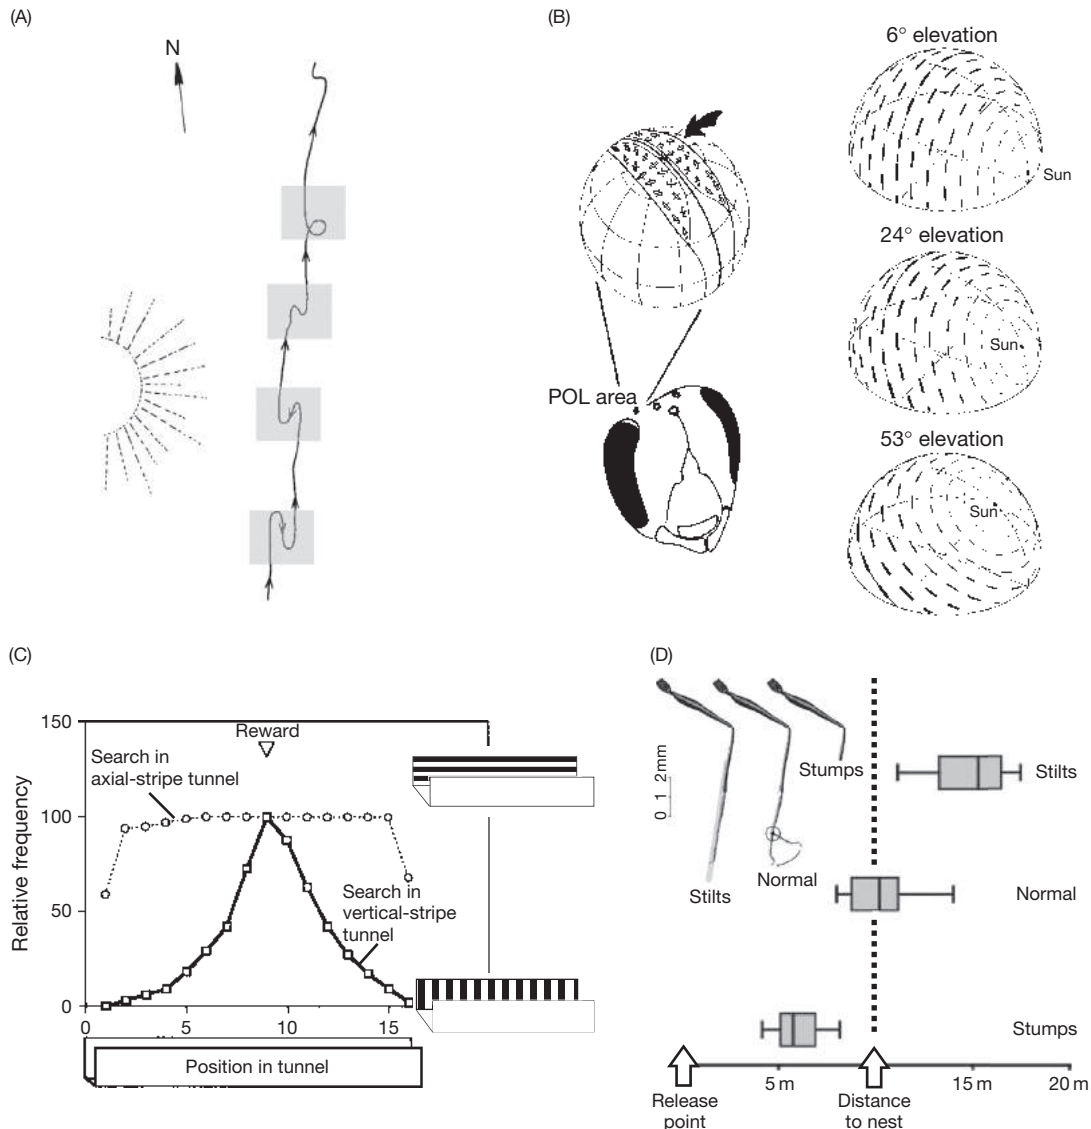 (A)
N
(B)
POL area
6° elevation
Sun
24° elevation
Sun
53° elevation
Sun
(C)
150
100
50
0
Relative frequency
Reward
Search in
axial-stripe tunnel
Search in
vertical-stripe
tunnel
0
5
10
15
Position in tunnel
(D)
0 1 2mm
Stilts
Normal
Stumps
Stilts
Normal
Stumps
5 m
15 m
20 m
Release
point
Distance
to nest